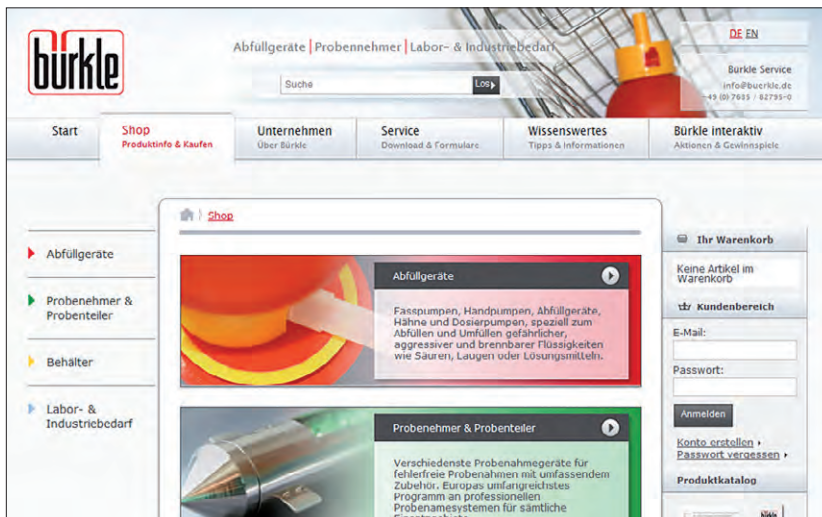 bürkle
Abfüllgeräte | Probennehmer | Labor- & Industriebedarf
Suche
Los
DE EN
Bürkle Service
info@buerkle.de
+49 (0) 7635 / 82795-0
Start
Shop
Produktinfo & Kaufen
Unternehmen
Über Bürkle
Service
Download & Formulare
Wissenswertes
Tipps & Informationen
Bürkle interaktiv
Aktionen & Gewinnspiele
Abfüllgeräte
Probenehmer &
Probenteiler
Behälter
Labor- &
Industriebedarf
Shop
Abfüllgeräte
Fasspumpen, Handpumpen, Abfüllgeräte,
Hähne und Dosierpumpen, speziell zum
Abfüllen und Umfüllen gefährlicher,
aggressiver und brennbarer Flüssigkeiten
wie Säuren, Laugen oder Lösungsmitteln.
Probenehmer & Probenteiler
Verschiedenste Probenahmegeräte für
fehlerfreie Probenahmen mit umfassendem
Zubehör. Europas umfangreichstes
Programm an professionellen
Probenamesystemen für sämtliche
Ihr Warenkorb
Keine Artikel im
Warenkorb
Kundenbereich
E-Mail:
Passwort:
Anmelden
Konto erstellen
Passwort vergessen
Produktkatalog